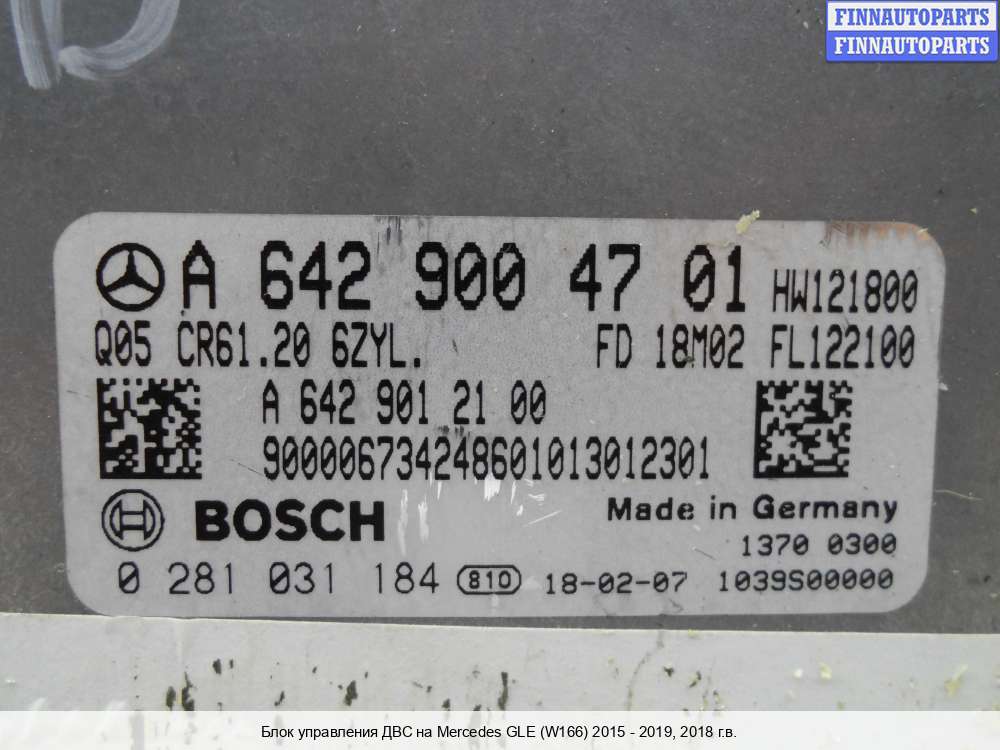 FINNAUTOPARTS
FINNAUTOPARTS
A 642 900 47 01 HW121800
Q05 CR61.20 6ZYL. FD 18M02 FL122100
A 642 901 21 00
900006734248601013012301
BOSCH Made in Germany
1370 0300
0 281 031 184 810 18-02-07 1039S00000
Блок управления ДВС на Mercedes GLE (W166) 2015 - 2019, 2018 г.в.